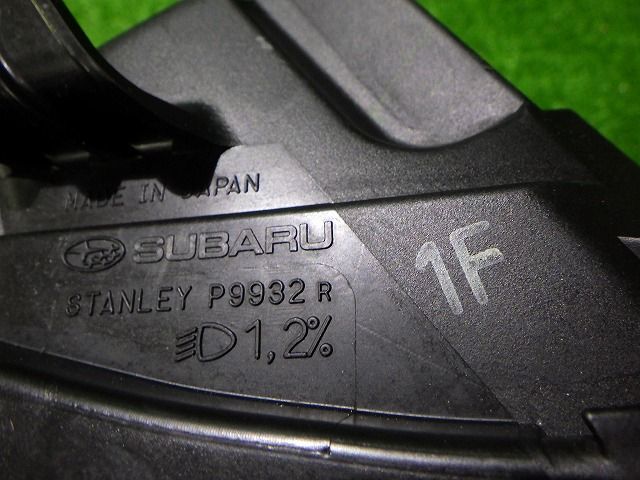 MADE IN JAPAN
SUBARU
1F
STANLEY P9932 R
1,2%